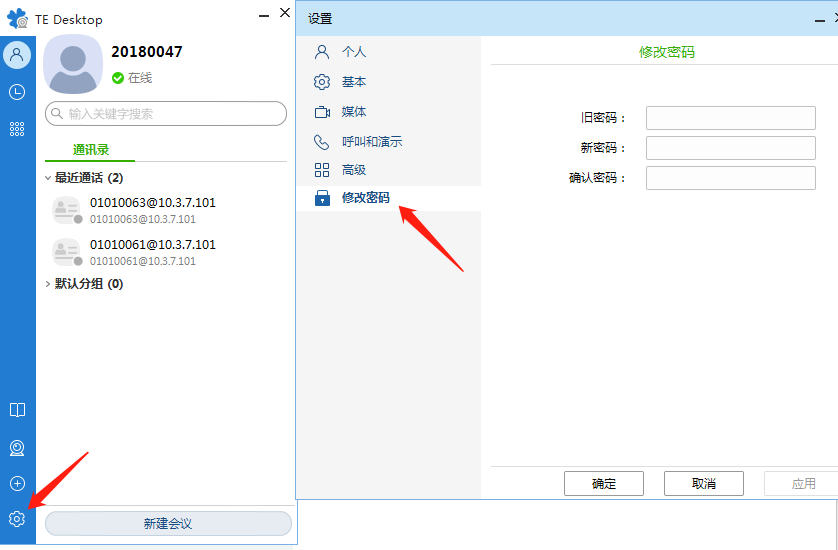 TE Desktop
20180047
在线
输入关键字搜索
通讯录
最近通话 (2)
01010063@10.3.7.101
01010063@10.3.7.101
01010061@10.3.7.101
01010061@10.3.7.101
默认分组 (0)
新建会议
设置
个人
基本
媒体
呼叫和演示
高级
修改密码
修改密码
旧密码：
新密码：
确认密码：
确定
取消
应用